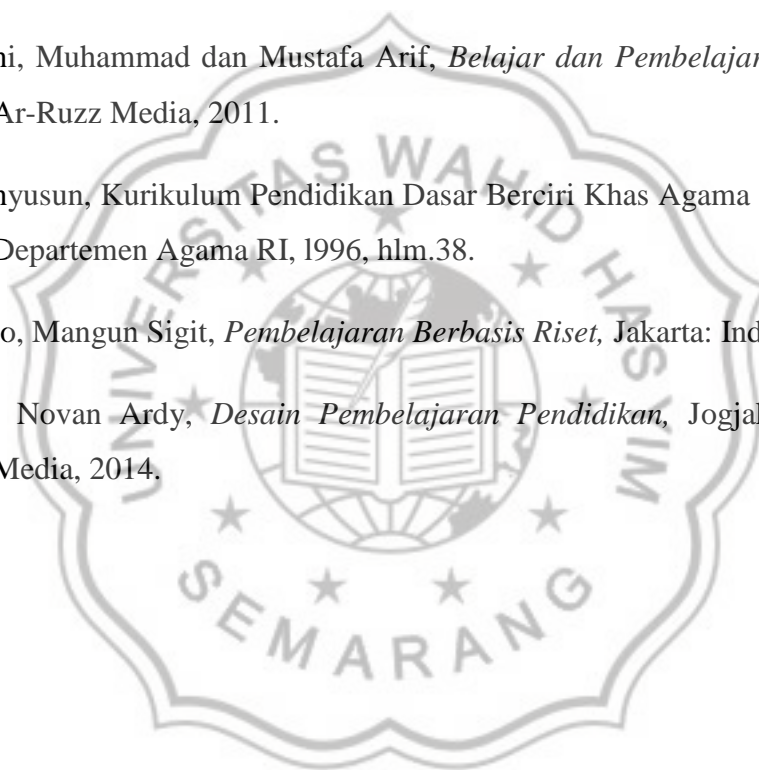 ni, Muhammad dan Mustafa Arif, Belajar dan Pembelajar
Ar-Ruzz Media, 2011.
nyusun, Kurikulum Pendidikan Dasar Berciri Khas Agama
Departemen Agama RI, l996, hlm.38.
o, Mangun Sigit, Pembelajaran Berbasis Riset, Jakarta: Ind
Novan Ardy, Desain Pembelajaran Pendidikan, Jogja
Media, 2014.
UNIVERSITAS WAHID HASYIM
SEMARANG